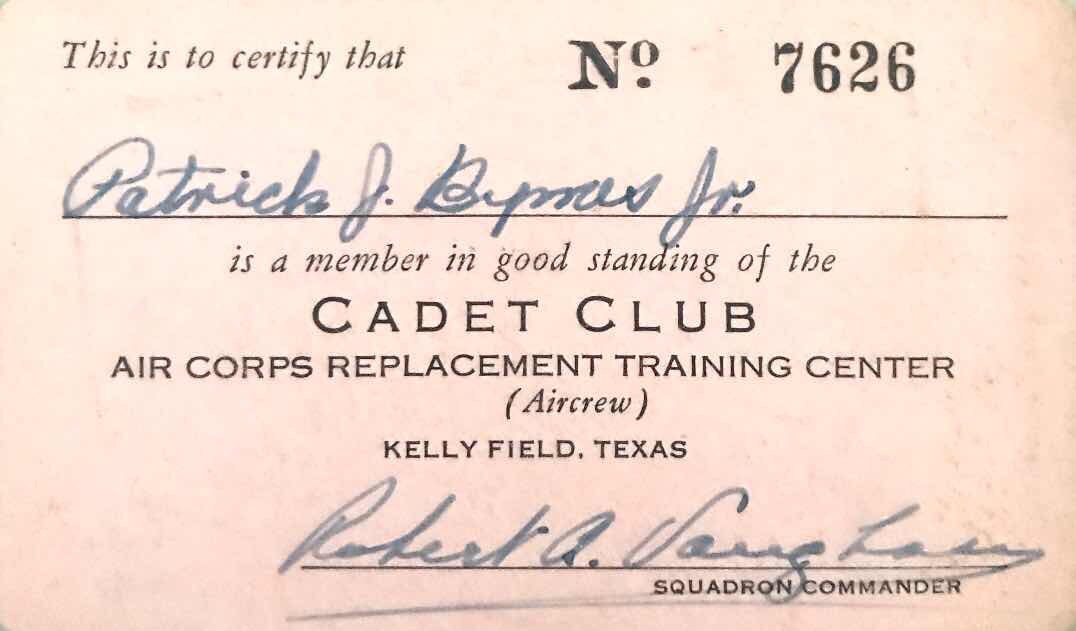 This is to certify that Nº 7626
Patrick J. Byrnes Jr.
is a member in good standing of the
CADET CLUB
AIR CORPS REPLACEMENT TRAINING CENTER
(Aircrew)
KELLY FIELD, TEXAS
Robert A. Vaughan
SQUADRON COMMANDER